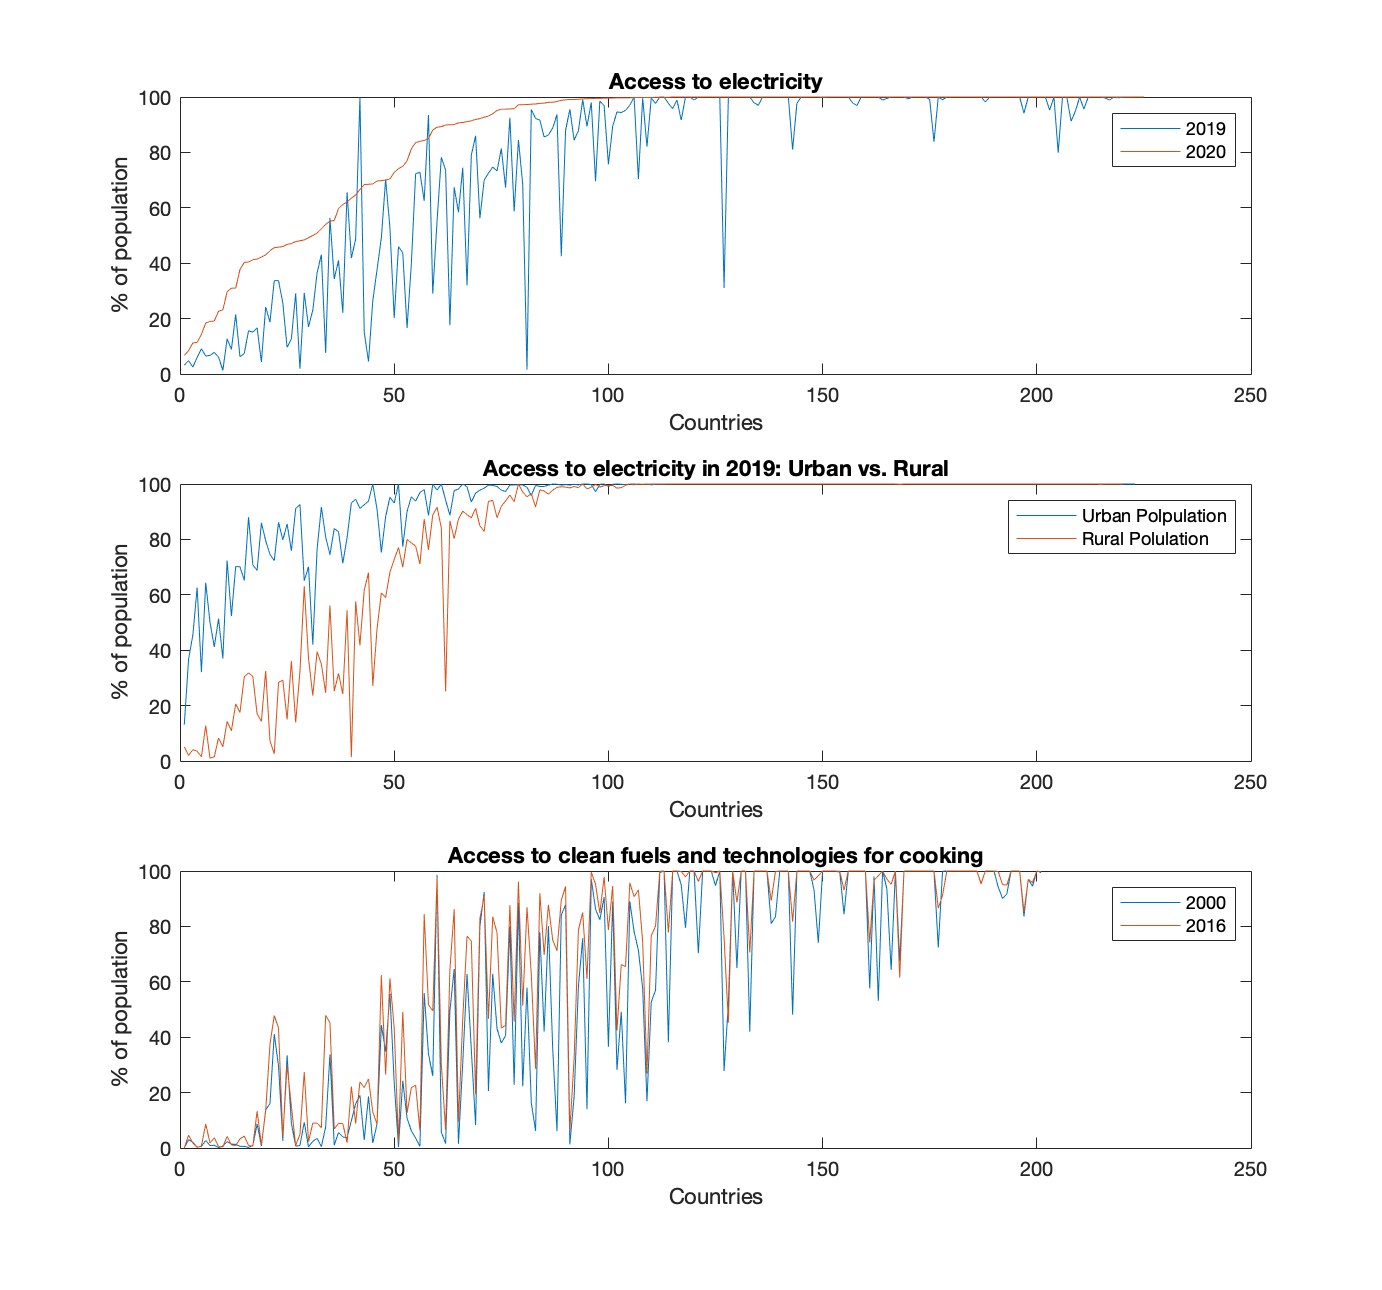 Access to electricity
100
80
60
40
20
0
% of population
2019
2020
0 50 100 150 200 250
Countries
Access to electricity in 2019: Urban vs. Rural
100
80
60
40
20
0
% of population
Urban Polpulation
Rural Polulation
0 50 100 150 200 250
Countries
Access to clean fuels and technologies for cooking
100
80
60
40
20
0
% of population
2000
2016
0 50 100 150 200 250
Countries